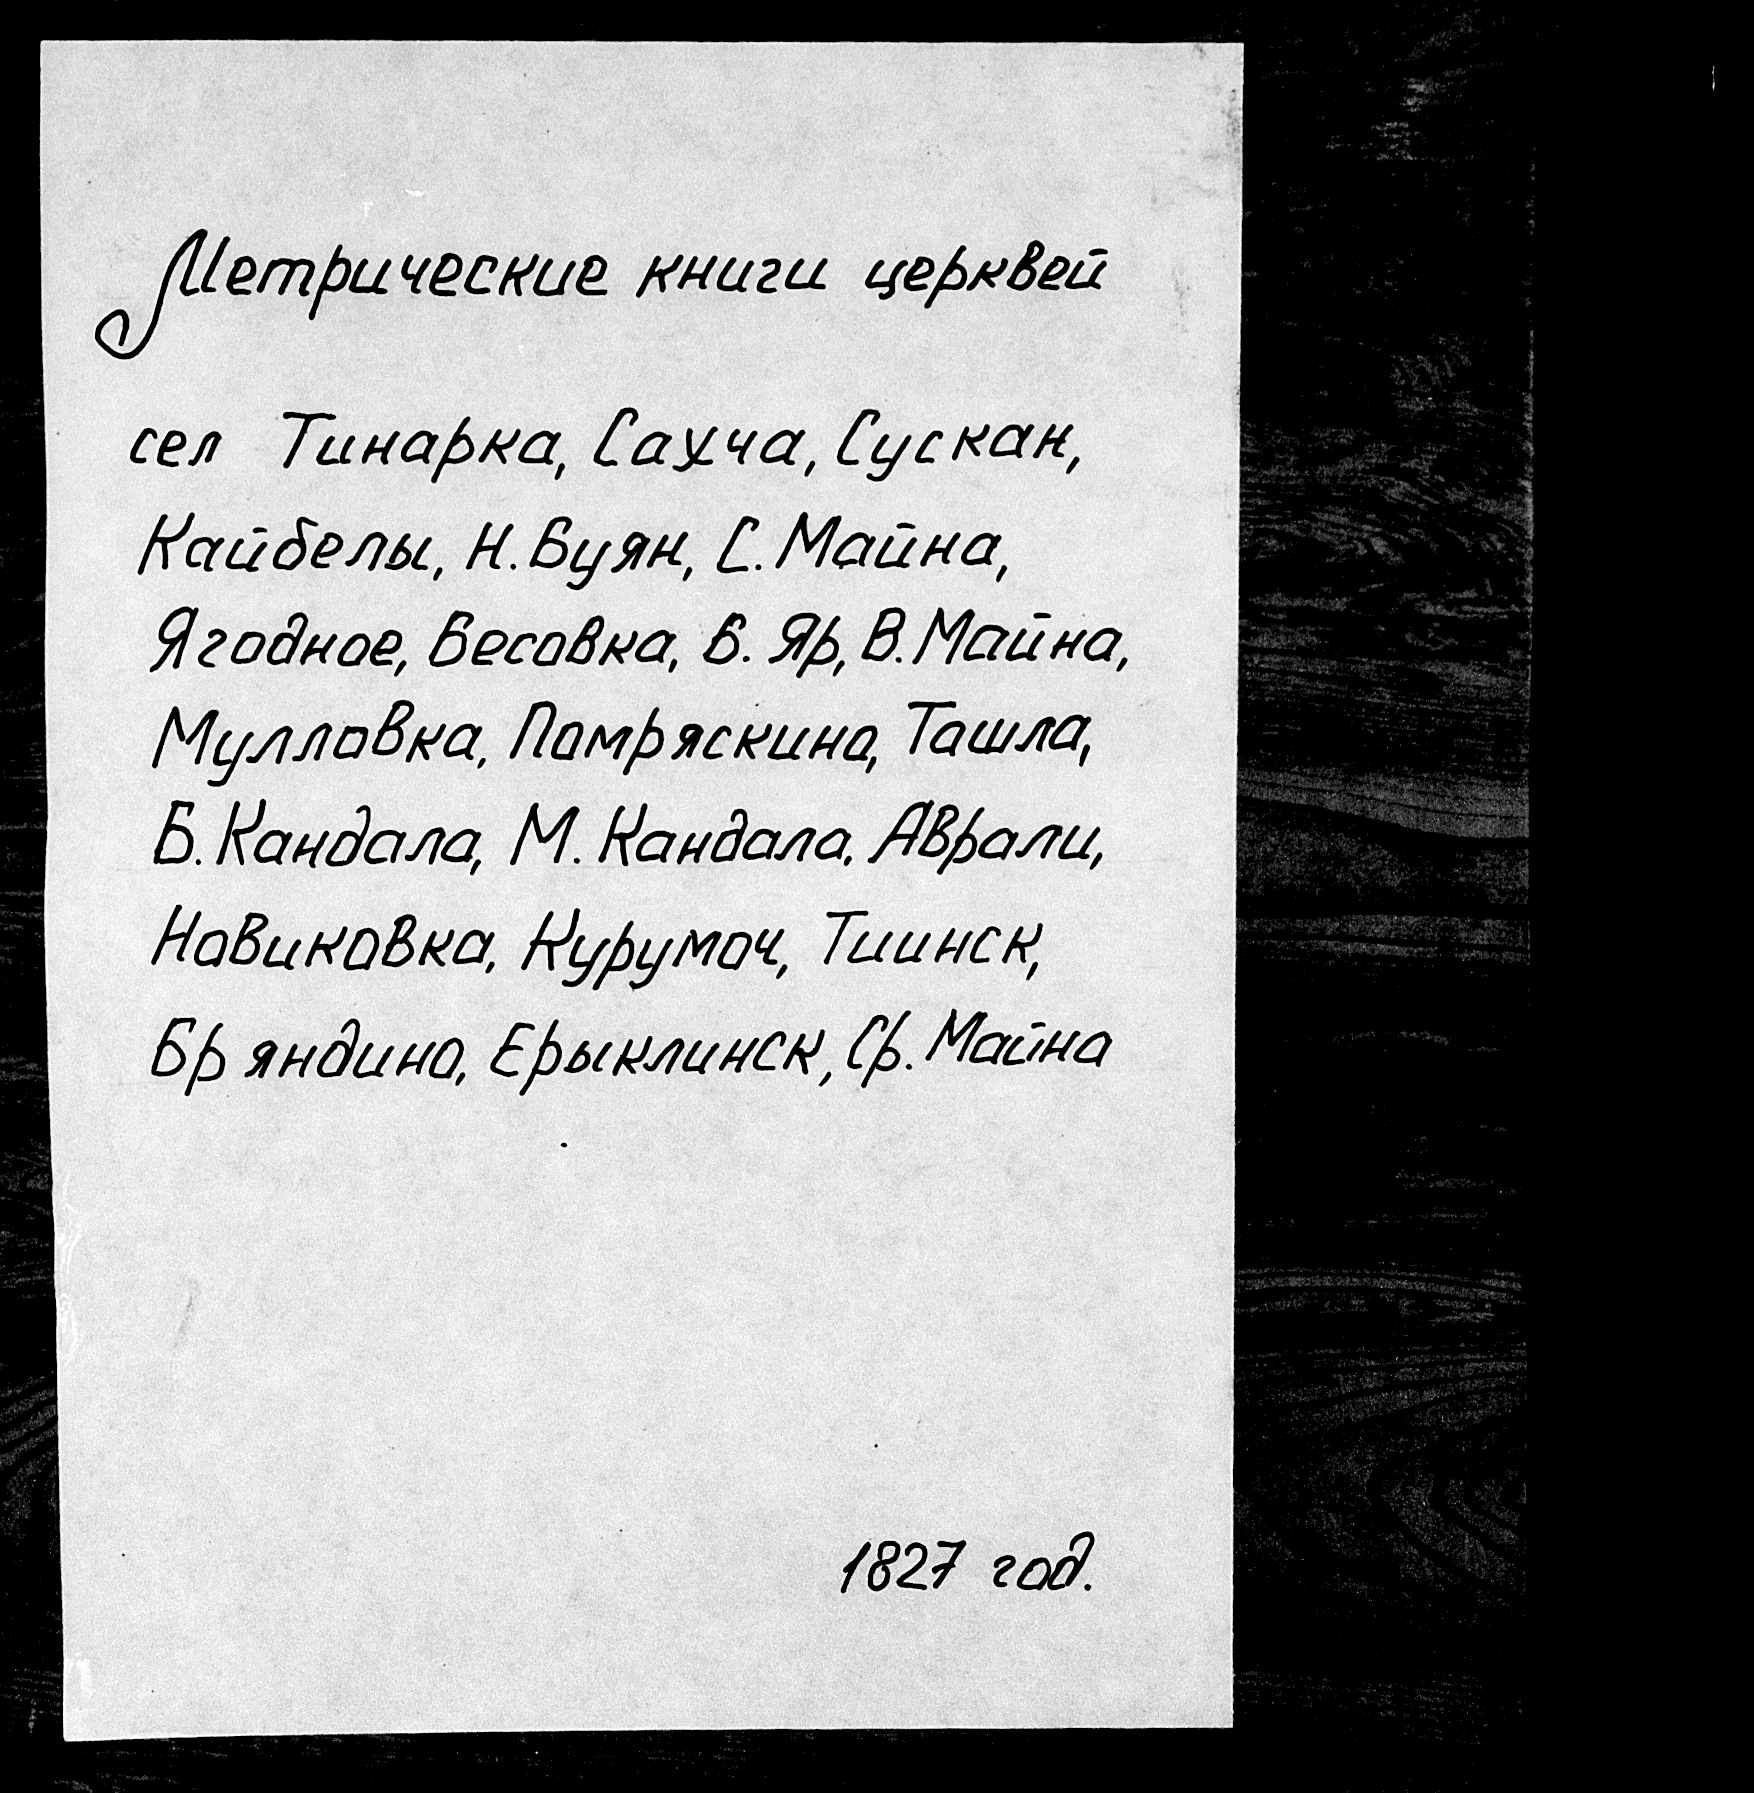 Метрические книги церквей
сел Тинарка, Сахча, Сускан,
Кайбелы, Н. Буян, С. Майна,
Ягодное, Бесовка, Б. Яр, В. Майна,
Мулловка, Помряскино, Ташла,
Б. Кандала, М. Кандала, Аврали,
Новиковка, Курумоч, Тиинск,
Бряндино, Ерыклинск, Ср. Майна
1827 год.